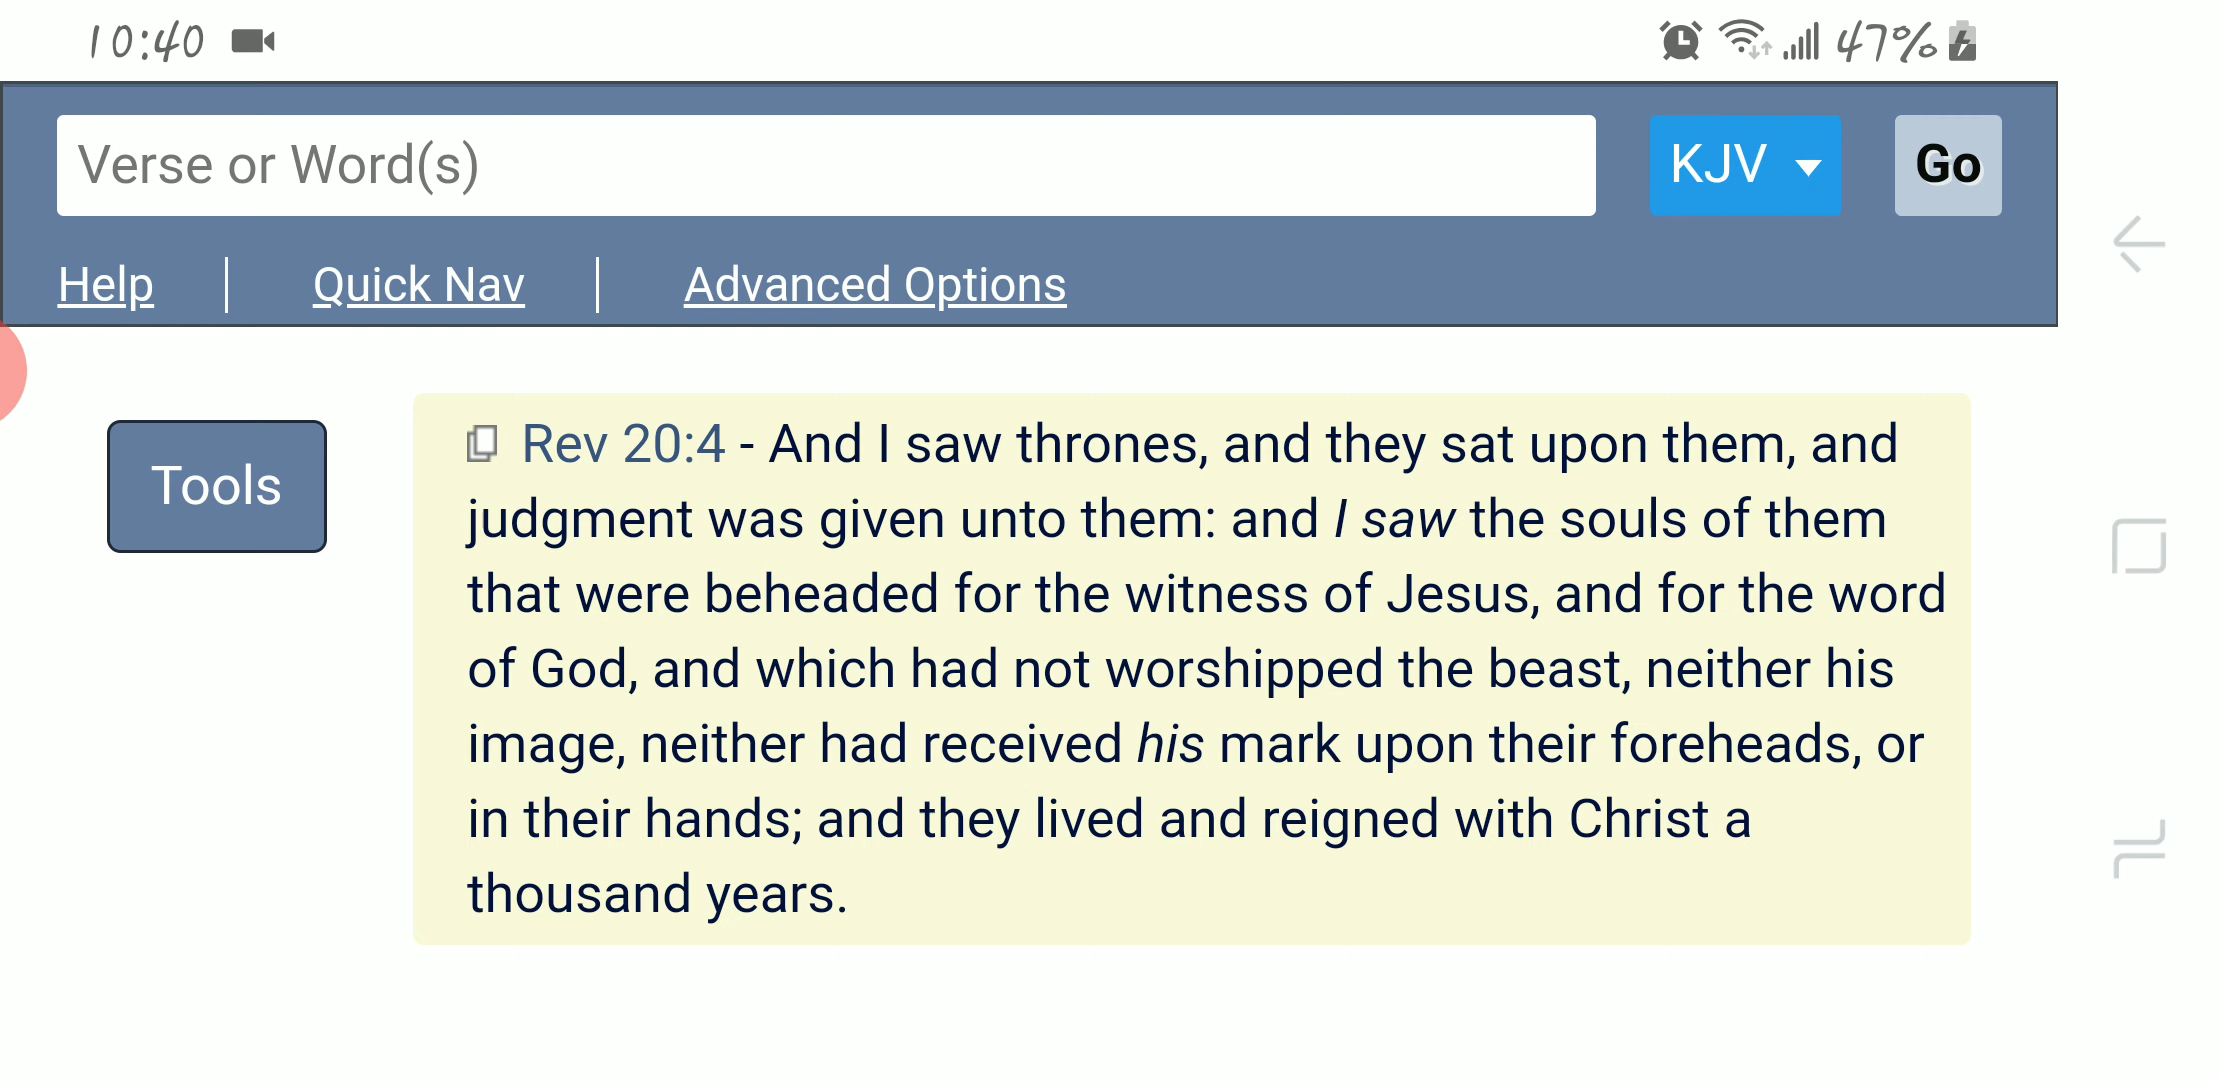 10:40 47%
Verse or Word(s) KJV Go
Help Quick Nav Advanced Options
Tools
Rev 20:4 - And I saw thrones, and they sat upon them, and
judgment was given unto them: and I saw the souls of them
that were beheaded for the witness of Jesus, and for the word
of God, and which had not worshipped the beast, neither his
image, neither had received his mark upon their foreheads, or
in their hands; and they lived and reigned with Christ a
thousand years.